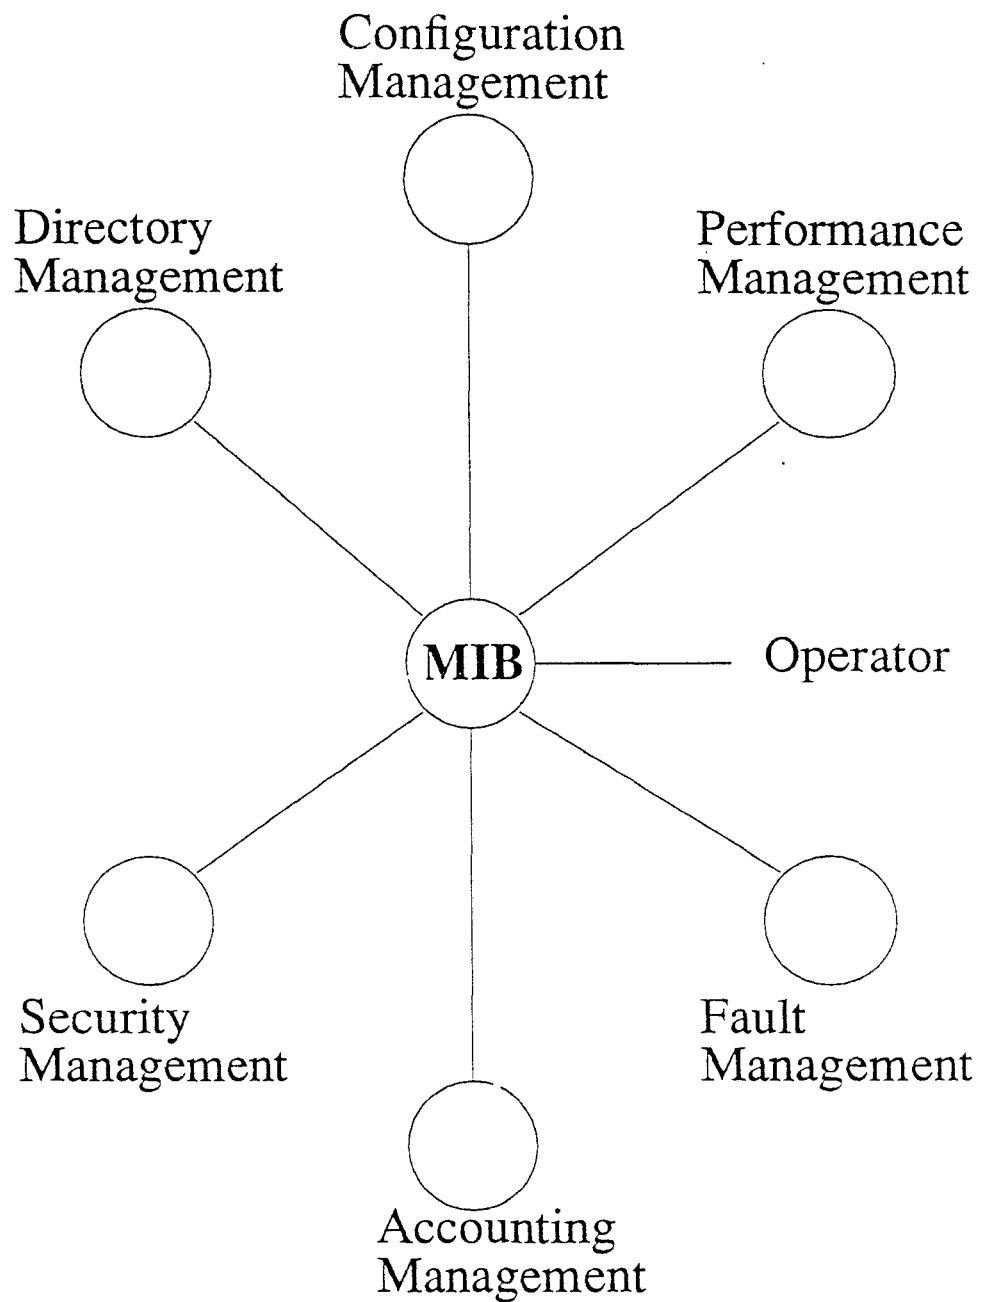 Configuration
Management
Directory
Management
Performance
Management
MIB
Operator
Security
Management
Fault
Management
Accounting
Management